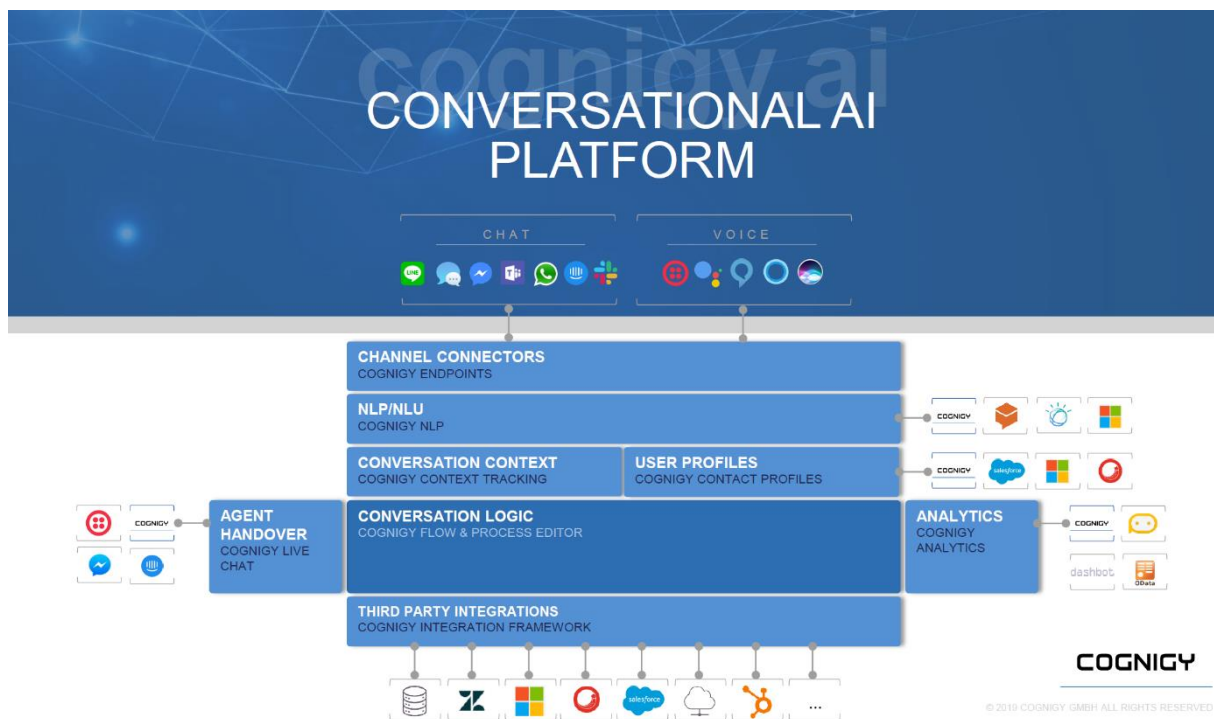 cognigy.ai
CONVERSATIONAL AI
PLATFORM
CHAT
VOICE
LINE
CHANNEL CONNECTORS
COGNIGY ENDPOINTS
NLP/NLU
COGNIGY NLP
COGNIGY
CONVERSATION CONTEXT
COGNIGY CONTEXT TRACKING
USER PROFILES
COGNIGY CONTACT PROFILES
COGNIGY
salesforce
COGNIGY
AGENT
HANDOVER
COGNIGY LIVE
CHAT
CONVERSATION LOGIC
COGNIGY FLOW & PROCESS EDITOR
ANALYTICS
COGNIGY
ANALYTICS
COGNIGY
dashbot
OData
THIRD PARTY INTEGRATIONS
COGNIGY INTEGRATION FRAMEWORK
salesforce
...
COGNIGY
© 2019 COGNIGY GMBH ALL RIGHTS RESERVED